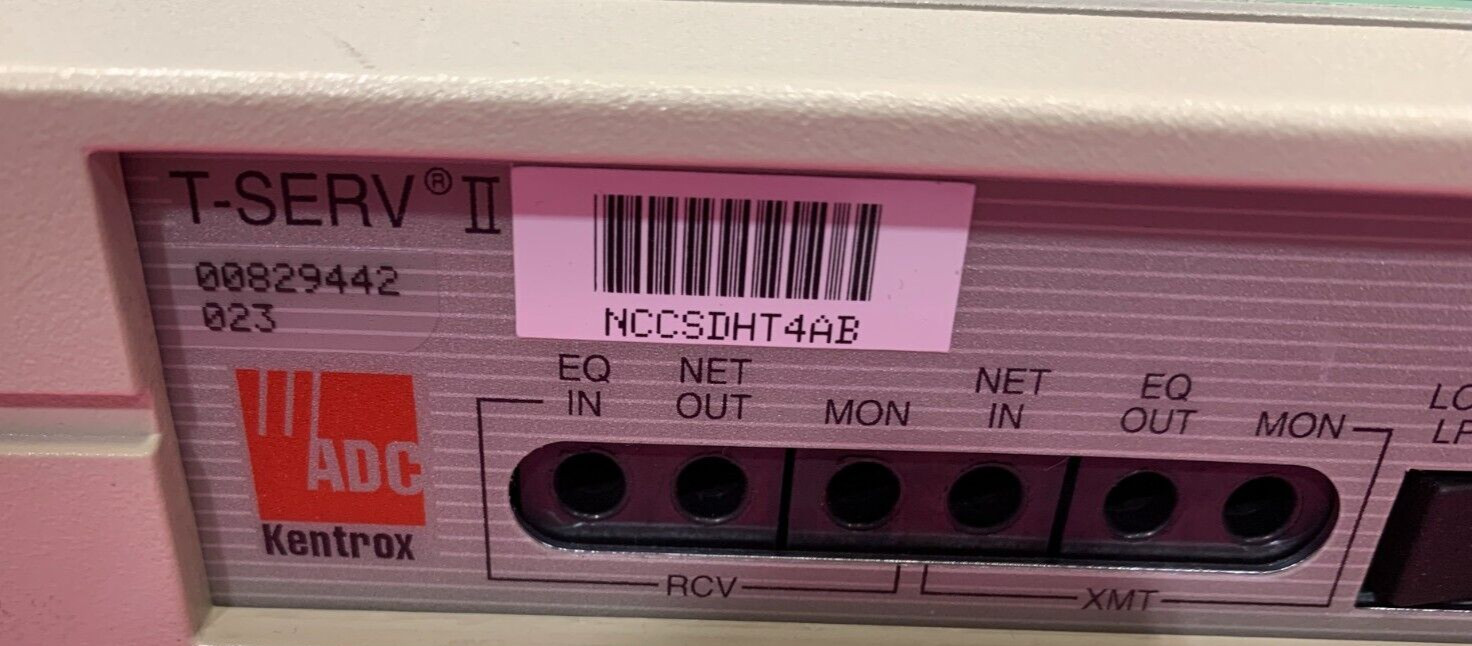 T-SERV® II
00829442
023
NCCSDHT4AB
ADC
Kentrox
EQ
IN
NET
OUT
MON
NET
IN
EQ
OUT
MON
RCV
XMT